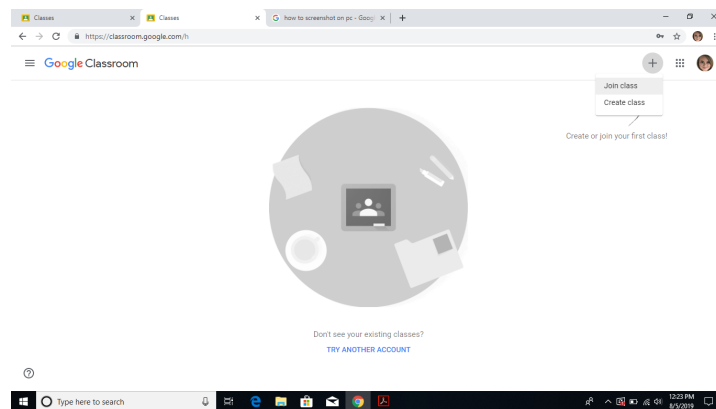 Classes
Classes
how to screenshot on pc - Goog
https://classroom.google.com/h
Google Classroom
Join class
Create class
Create or join your first class!
Don't see your existing classes?
TRY ANOTHER ACCOUNT
Type here to search
12:23 PM
8/5/2019